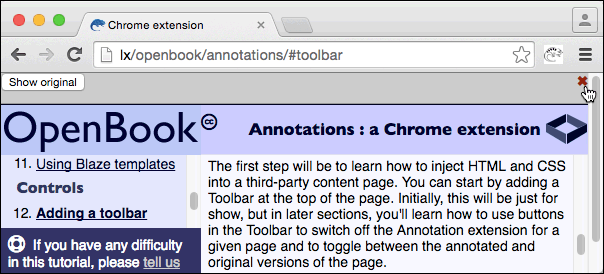 Chrome extension
lx/openbook/annotations/#toolbar
Show original
OpenBook cc
Annotations : a Chrome extension
11. Using Blaze templates
Controls
12. Adding a toolbar
If you have any difficulty
in this tutorial, please tell us
The first step will be to learn how to inject HTML and CSS
into a third-party content page. You can start by adding a
Toolbar at the top of the page. Initially, this will be just for
show, but in later sections, you'll learn how to use buttons
in the Toolbar to switch off the Annotation extension for a
given page and to toggle between the annotated and
original versions of the page.